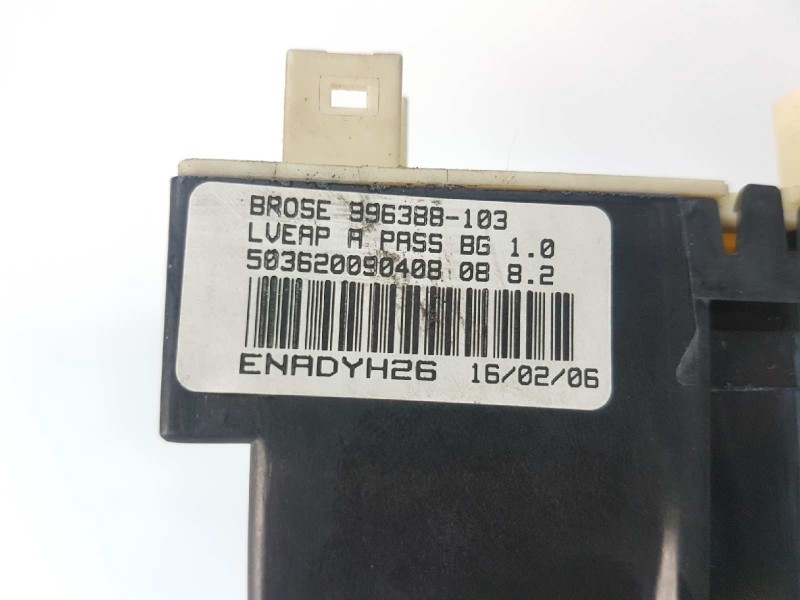 BROSE 996388-103
LVEAP A PASS BG 1.0
503620090408 08 8.2
ENADYH26 16/02/06